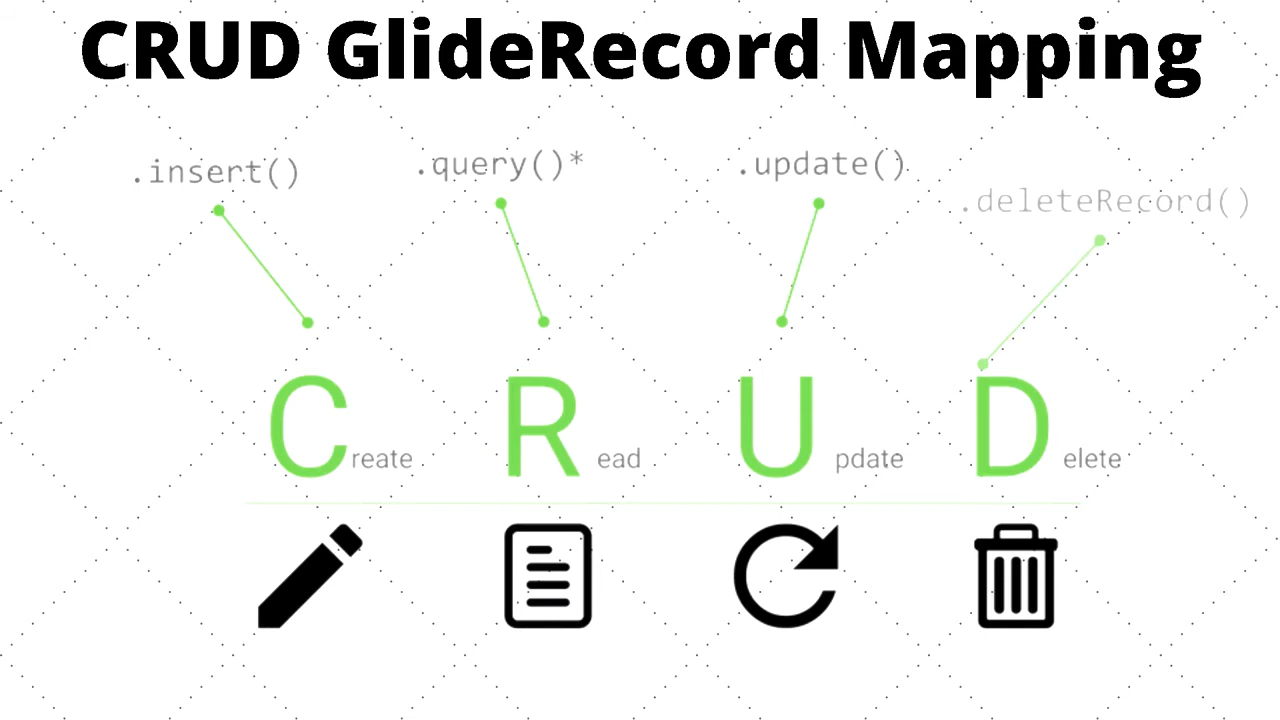 CRUD GlideRecord Mapping
.insert()
.query()*
.update()
.deleteRecord()
Create
Read
Update
Delete